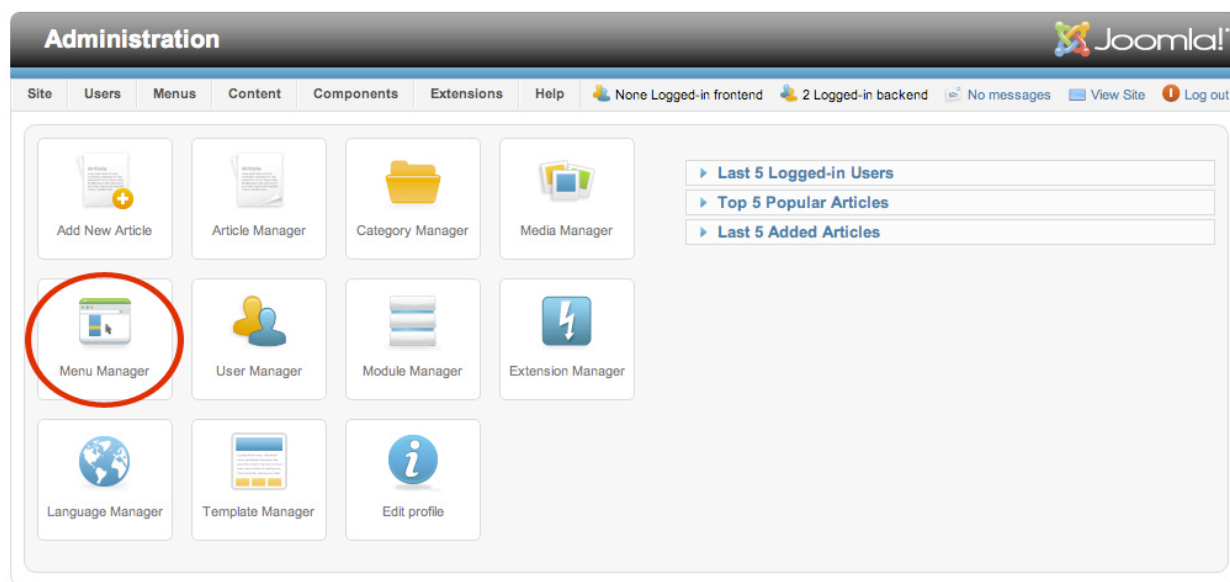 Administration
Joomla!
Site Users Menus Content Components Extensions Help None Logged-in frontend 2 Logged-in backend No messages View Site Log out
Add New Article Article Manager Category Manager Media Manager
Last 5 Logged-in Users
Top 5 Popular Articles
Last 5 Added Articles
Menu Manager User Manager Module Manager Extension Manager
Language Manager Template Manager Edit profile